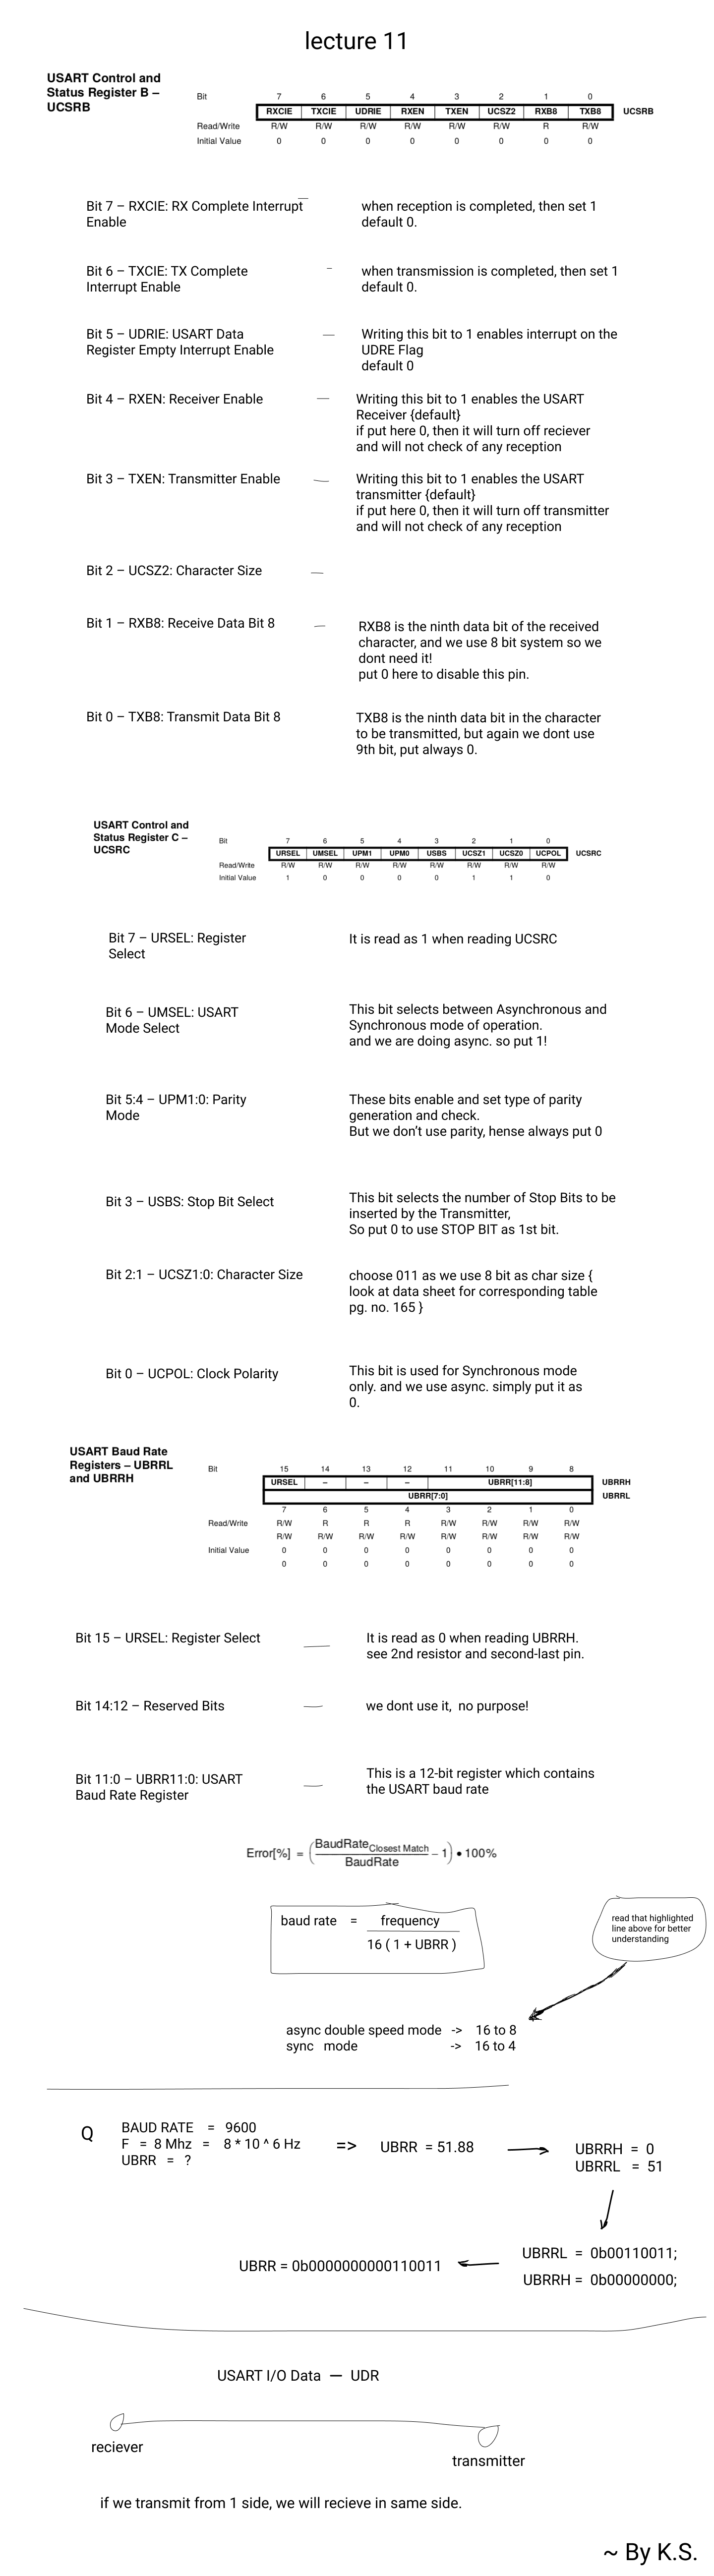 lecture 11
USART Control and
Status Register B –
UCSRB
Bit 7 6 5 4 3 2 1 0
RXCIE TXCIE UDRIE RXEN TXEN UCSZ2 RXB8 TXB8 UCSRB
Read/Write R/W R/W R/W R/W R/W R/W R R/W
Initial Value 0 0 0 0 0 0 0 0
Bit 7 – RXCIE: RX Complete Interrupt
Enable
when reception is completed, then set 1
default 0.
Bit 6 – TXCIE: TX Complete
Interrupt Enable
when transmission is completed, then set 1
default 0.
Bit 5 – UDRIE: USART Data
Register Empty Interrupt Enable
Writing this bit to 1 enables interrupt on the
UDRE Flag
default 0
Bit 4 – RXEN: Receiver Enable
Writing this bit to 1 enables the USART
Receiver {default}
if put here 0, then it will turn off reciever
and will not check of any reception
Bit 3 – TXEN: Transmitter Enable
Writing this bit to 1 enables the USART
transmitter {default}
if put here 0, then it will turn off transmitter
and will not check of any reception
Bit 2 – UCSZ2: Character Size
Bit 1 – RXB8: Receive Data Bit 8
RXB8 is the ninth data bit of the received
character, and we use 8 bit system so we
dont need it!
put 0 here to disable this pin.
Bit 0 – TXB8: Transmit Data Bit 8
TXB8 is the ninth data bit in the character
to be transmitted, but again we dont use
9th bit, put always 0.
USART Control and
Status Register C –
UCSRC
Bit 7 6 5 4 3 2 1 0
URSEL UMSEL UPM1 UPM0 USBS UCSZ1 UCSZ0 UCPOL UCSRC
Read/Write R/W R/W R/W R/W R/W R/W R/W R/W
Initial Value 1 0 0 0 0 1 1 0
Bit 7 – URSEL: Register
Select
It is read as 1 when reading UCSRC
Bit 6 – UMSEL: USART
Mode Select
This bit selects between Asynchronous and
Synchronous mode of operation.
and we are doing async. so put 1!
Bit 5:4 – UPM1:0: Parity
Mode
These bits enable and set type of parity
generation and check.
But we don't use parity, hense always put 0
Bit 3 – USBS: Stop Bit Select
This bit selects the number of Stop Bits to be
inserted by the Transmitter,
So put 0 to use STOP BIT as 1st bit.
Bit 2:1 – UCSZ1:0: Character Size
choose 011 as we use 8 bit as char size {
look at data sheet for corresponding table
pg. no. 165 }
Bit 0 – UCPOL: Clock Polarity
This bit is used for Synchronous mode
only. and we use async. simply put it as
0.
USART Baud Rate
Registers – UBRRL
and UBRRH
Bit 15 14 13 12 11 10 9 8
URSEL – – – UBRR[11:8] UBRRH
UBRR[7:0] UBRRL
7 6 5 4 3 2 1 0
Read/Write R/W R R R R/W R/W R/W R/W
R/W R/W R/W R/W R/W R/W R/W R/W
Initial Value 0 0 0 0 0 0 0 0
0 0 0 0 0 0 0 0
Bit 15 – URSEL: Register Select
It is read as 0 when reading UBRRH.
see 2nd resistor and second-last pin.
Bit 14:12 – Reserved Bits
we dont use it, no purpose!
Bit 11:0 – UBRR11:0: USART
Baud Rate Register
This is a 12-bit register which contains
the USART baud rate
Error[%] = (BaudRate Closest Match / BaudRate – 1) • 100%
baud rate = frequency
16 ( 1 + UBRR )
read that highlighted
line above for better
understanding
async double speed mode -> 16 to 8
sync mode -> 16 to 4
Q
BAUD RATE = 9600
F = 8 Mhz = 8 * 10 ^ 6 Hz
UBRR = ?
=> UBRR = 51.88
UBRRH = 0
UBRRL = 51
UBRRL = 0b00110011;
UBRRH = 0b00000000;
UBRR = 0b0000000000110011
USART I/O Data — UDR
reciever
transmitter
if we transmit from 1 side, we will recieve in same side.
~ By K.S.